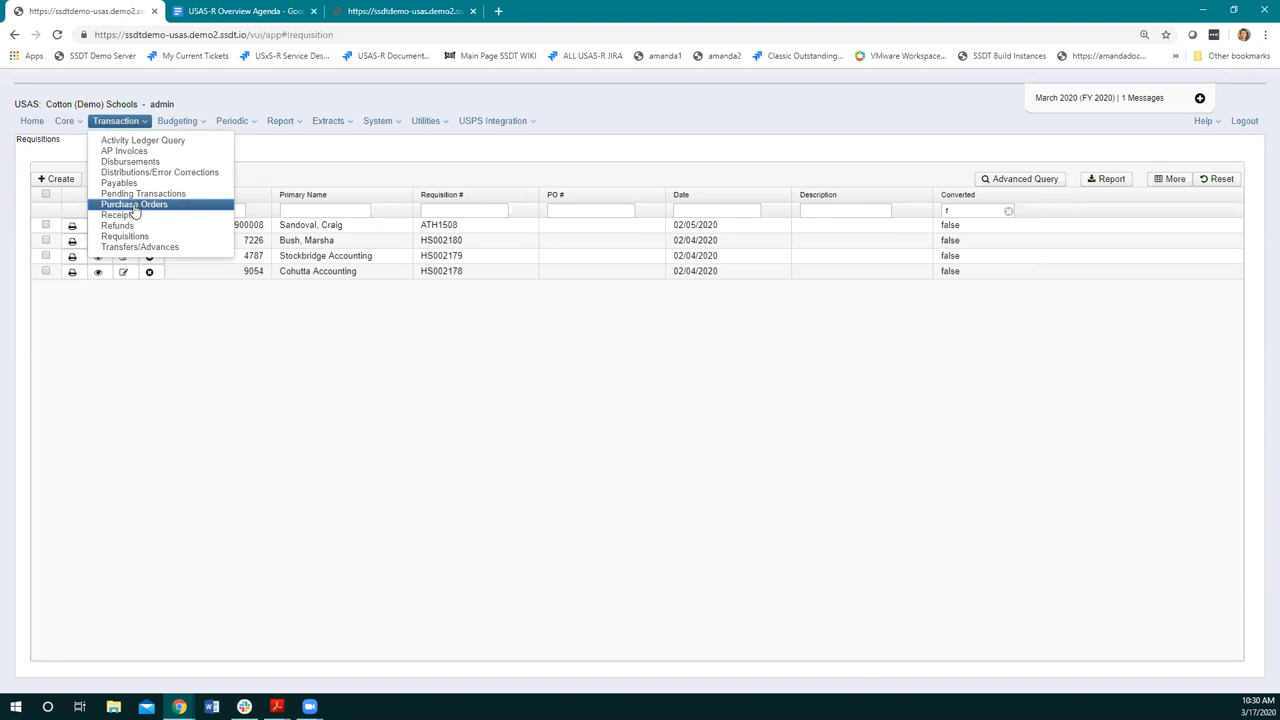 https://ssdtdemo-usas.demo2.ssd:
USAS-R Overview Agenda - Goo
https://ssdtdemo-usas.demo2.ssd:
https://ssdtdemo-usas.demo2.ssdt.io/vui/app#!requisition
Apps
SSDT Demo Server
My Current Tickets
USxS-R Service Des...
USAS-R Document...
Main Page SSDT WIKI
ALL USAS-R JIRA
amanda1
amanda2
Classic Outstanding...
VMware Workspace...
SSDT Build Instances
https://amandadoc...
»
Other bookmarks
USAS: Cotton (Demo) Schools - admin
March 2020 (FY 2020) | 1 Messages
Home Core Transaction Budgeting Periodic Report Extracts System Utilities USPS Integration Help Logout
Requisitions
Activity Ledger Query
AP Invoices
Disbursements
Distributions/Error Corrections
Payables
Pending Transactions
Purchase Orders
Receipts
Refunds
Requisitions
Transfers/Advances
Create
Advanced Query Report More Reset
Primary Name Requisition # PO # Date Description Converted
f
900008 Sandoval, Craig ATH1508 02/05/2020 false
7226 Bush, Marsha HS002180 02/04/2020 false
4787 Stockbridge Accounting HS002179 02/04/2020 false
9054 Cohutta Accounting HS002178 02/04/2020 false
10:30 AM
3/17/2020